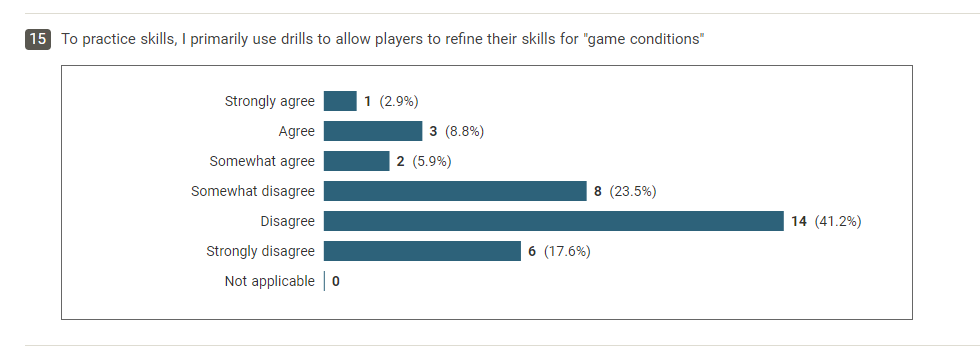 15 To practice skills, I primarily use drills to allow players to refine their skills for "game conditions"
Strongly agree 1 (2.9%)
Agree 3 (8.8%)
Somewhat agree 2 (5.9%)
Somewhat disagree 8 (23.5%)
Disagree 14 (41.2%)
Strongly disagree 6 (17.6%)
Not applicable 0